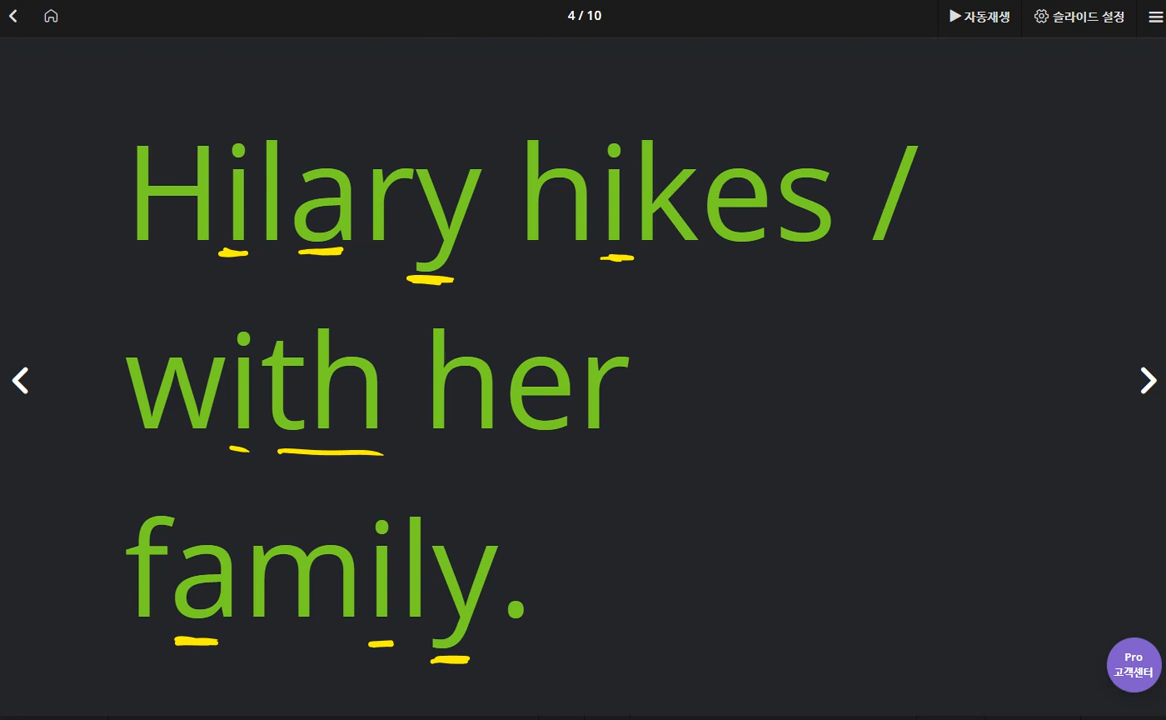 4 / 10
▶ 자동재생
슬라이드 설정
Hilary hikes /
with her
family.
Pro
고객센터